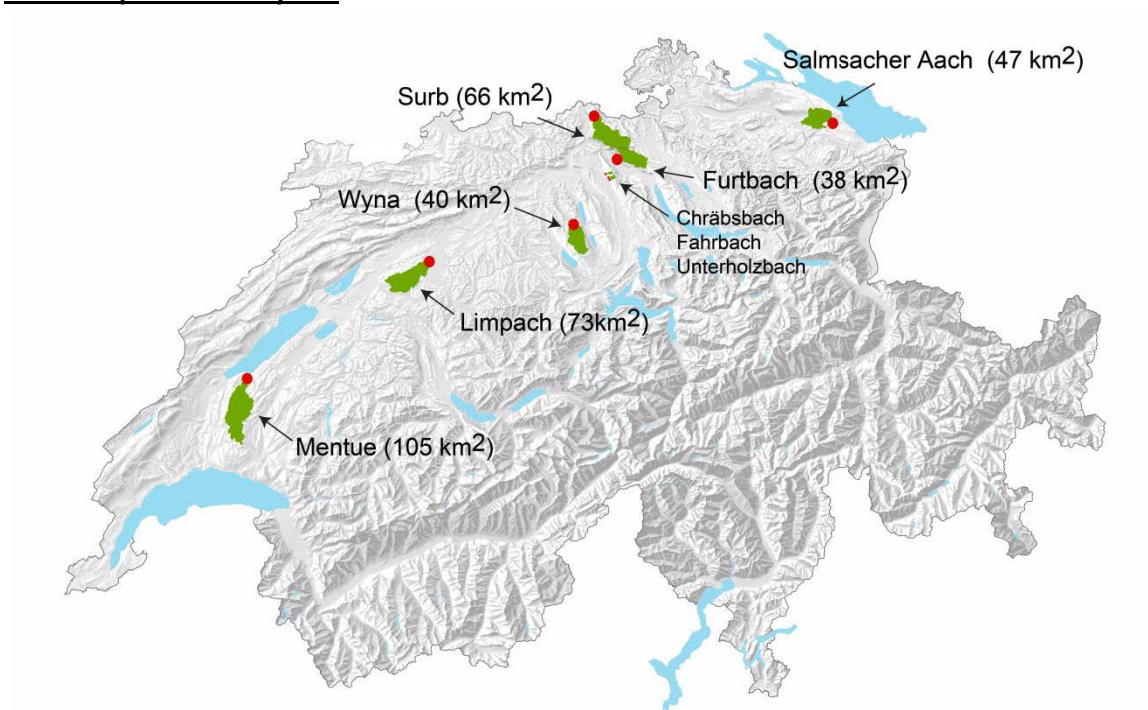 Salmsacher Aach (47 km2)
Surb (66 km2)
Furtbach (38 km2)
Wyna (40 km2)
Chräbsbach
Fahrbach
Unterholzbach
Limpach (73km2)
Mentue (105 km2)